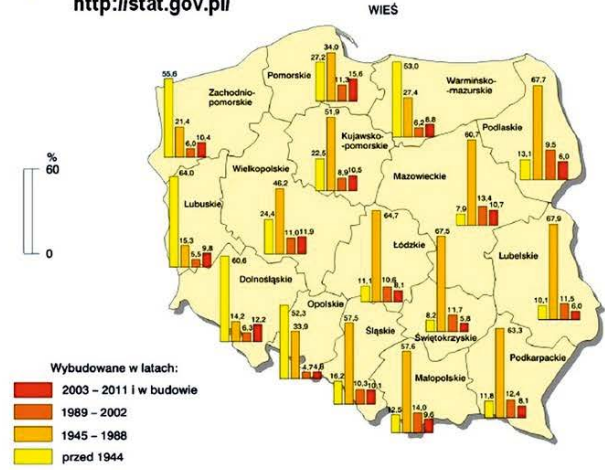 http://stat.gov.pl/
WIEŚ
%
60
0
Zachodnio-
pomorskie
55,6
21,4
6,0
10,4
Pomorskie
27,2
34,0
11,3
15,6
Warmińsko-
-mazurskie
53,0
27,4
6,2
8,8
Podlaskie
13,1
67,7
9,5
8,0
Kujawsko-
-pomorskie
22,5
51,9
8,9
10,5
Mazowieckie
7,9
60,7
13,4
10,7
Wielkopolskie
24,4
46,2
11,0
11,9
Lubuskie
64,0
15,3
5,5
9,8
Łódzkie
11,1
64,7
10,6
8,1
Lubelskie
10,1
67,9
11,5
6,0
Dolnośląskie
60,6
14,2
6,3
12,2
Opolskie
52,3
33,9
4,7
Śląskie
16,2
57,5
10,3
10,1
Świętokrzyskie
8,2
67,5
11,7
5,8
Małopolskie
12,5
57,6
14,0
9,6
Podkarpackie
11,8
63,3
12,4
8,1
Wybudowane w latach:
2003 – 2011 i w budowie
1989 – 2002
1945 – 1988
przed 1944